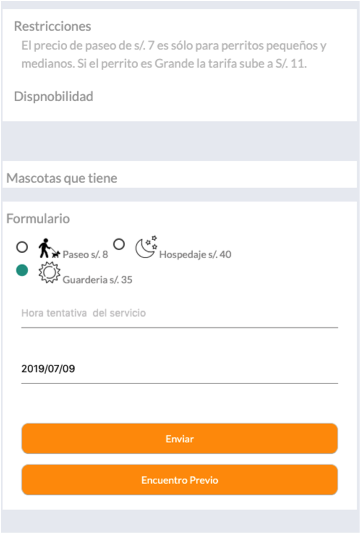 Restricciones
El precio de paseo de s/. 7 es sólo para perritos pequeños y
medianos. Si el perrito es Grande la tarifa sube a S/. 11.
Dispnobilidad
Mascotas que tiene
Formulario
Paseo s/. 8 Hospedaje s/. 40
Guardería s/. 35
Hora tentativa del servicio
2019/07/09
Enviar
Encuentro Previo